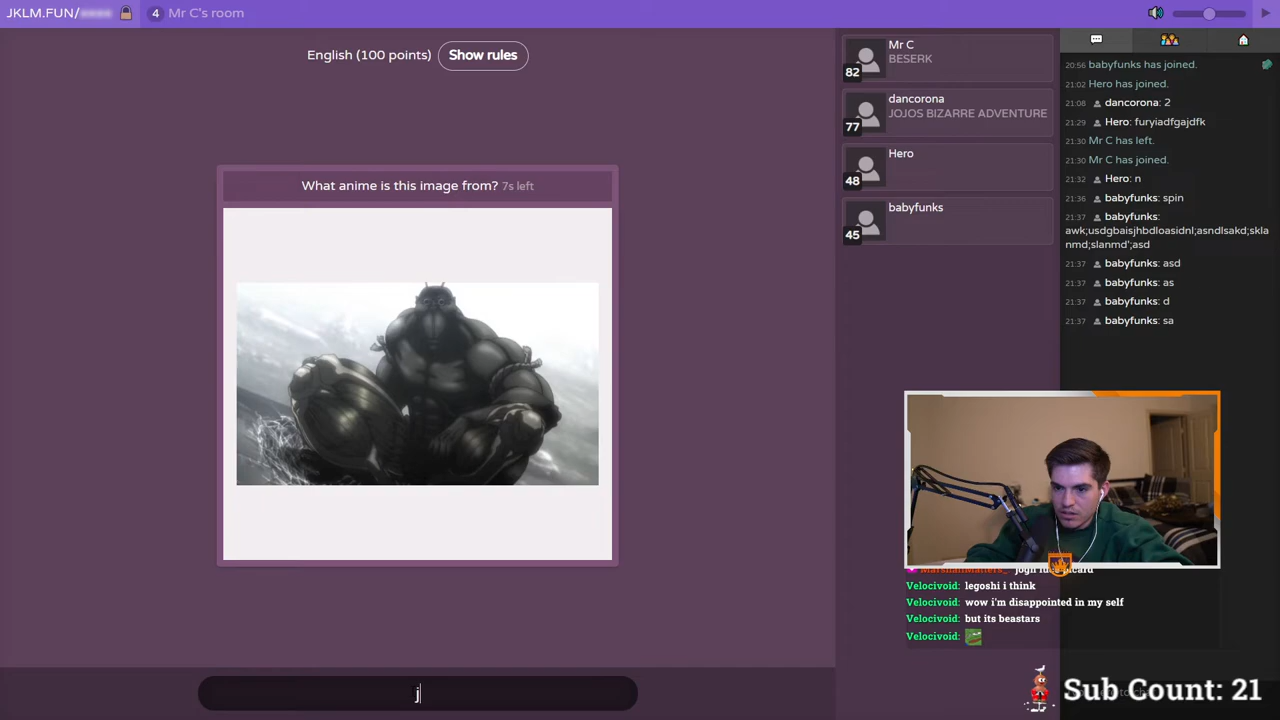 JKLM.FUN/
4 Mr C's room
English (100 points) Show rules
What anime is this image from? 7s left
j
Mr C
BESERK
82
dancorona
JOJOS BIZARRE ADVENTURE
77
Hero
48
babyfunks
45
20:56 babyfunks has joined.
21:02 Hero has joined.
21:08 dancorona: 2
21:29 Hero: furyiadfgajdfk
21:30 Mr C has left.
21:30 Mr C has joined.
21:32 Hero: n
21:36 babyfunks: spin
21:37 babyfunks:
awk;usdgbaisjhbdloasidnl;asndlsakd;skla
nmd;slanmd';asd
21:37 babyfunks: asd
21:37 babyfunks: as
21:37 babyfunks: d
21:37 babyfunks: sa
Velocivoid: legoshi i think
Velocivoid: wow i'm disappointed in my self
Velocivoid: but its beastars
Velocivoid:
Sub Count: 21